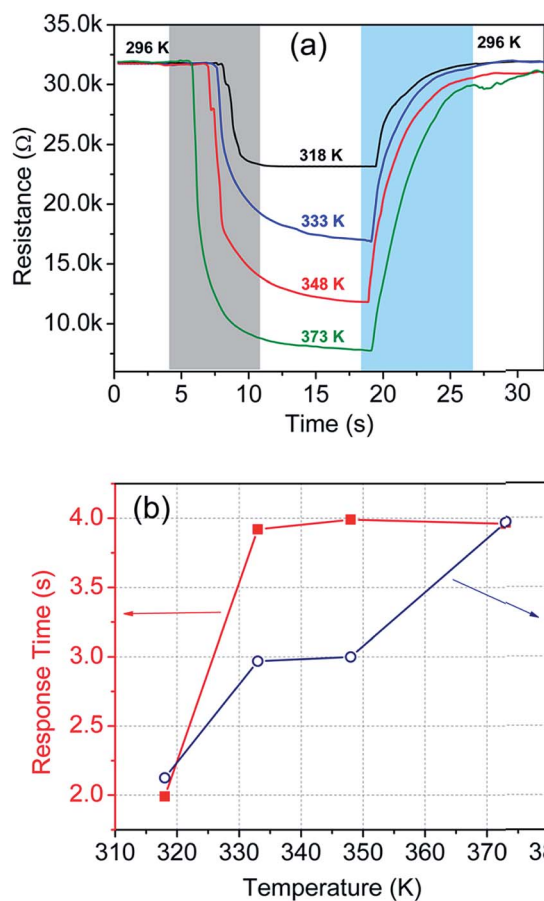 35.0k
296 K
(a)
296 K
30.0k
25.0k
318 K
20.0k
333 K
15.0k
348 K
10.0k
373 K
Resistance (Ω)
0 5 10 15 20 25 30
Time (s)
(b)
4.0
3.5
3.0
2.5
2.0
Response Time (s)
310 320 330 340 350 360 370
Temperature (K)